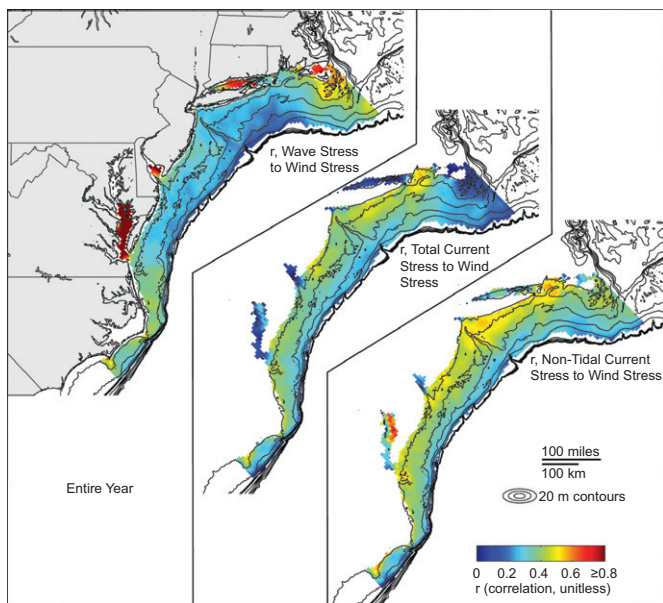 r, Wave Stress
to Wind Stress
r, Total Current
Stress to Wind
Stress
r, Non-Tidal Current
Stress to Wind Stress
Entire Year
100 miles
100 km
20 m contours
0 0.2 0.4 0.6 ≥0.8
r (correlation, unitless)